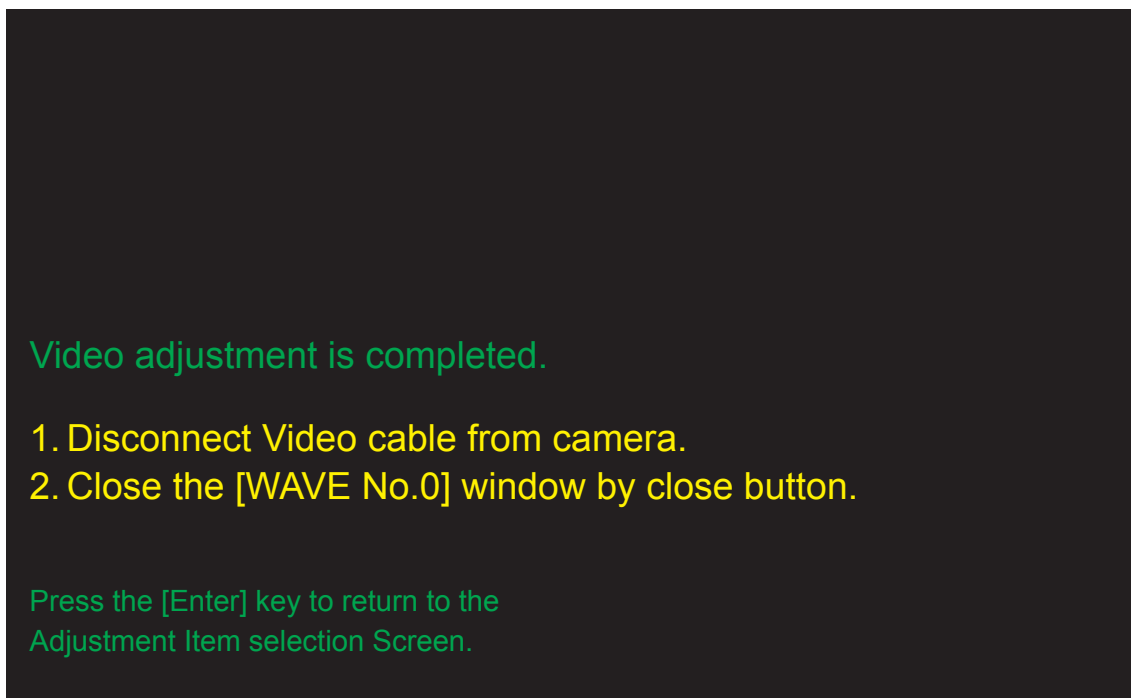 Video adjustment is completed.
1. Disconnect Video cable from camera.
2. Close the [WAVE No.0] window by close button.
Press the [Enter] key to return to the
Adjustment Item selection Screen.